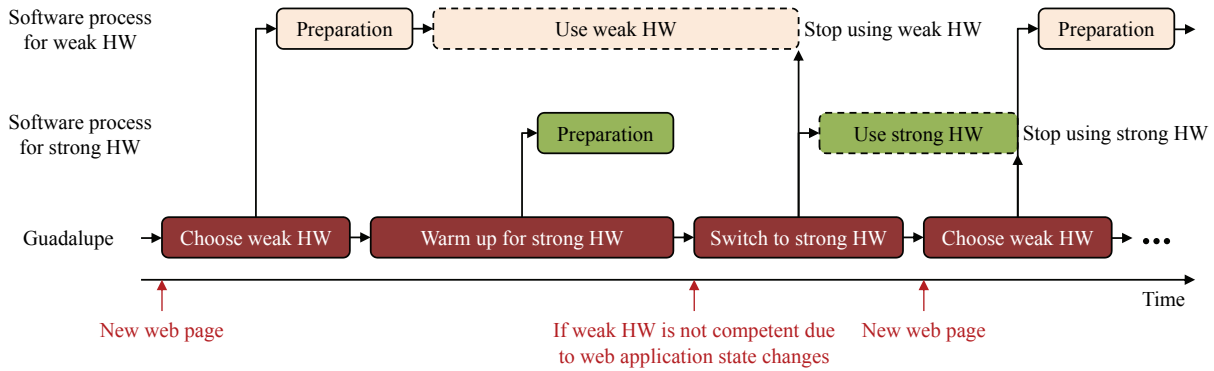 Software process
for weak HW
Preparation
Use weak HW
Stop using weak HW
Preparation
Software process
for strong HW
Preparation
Use strong HW
Stop using strong HW
Guadalupe
Choose weak HW
Warm up for strong HW
Switch to strong HW
Choose weak HW
•••
Time
New web page
If weak HW is not competent due
to web application state changes
New web page